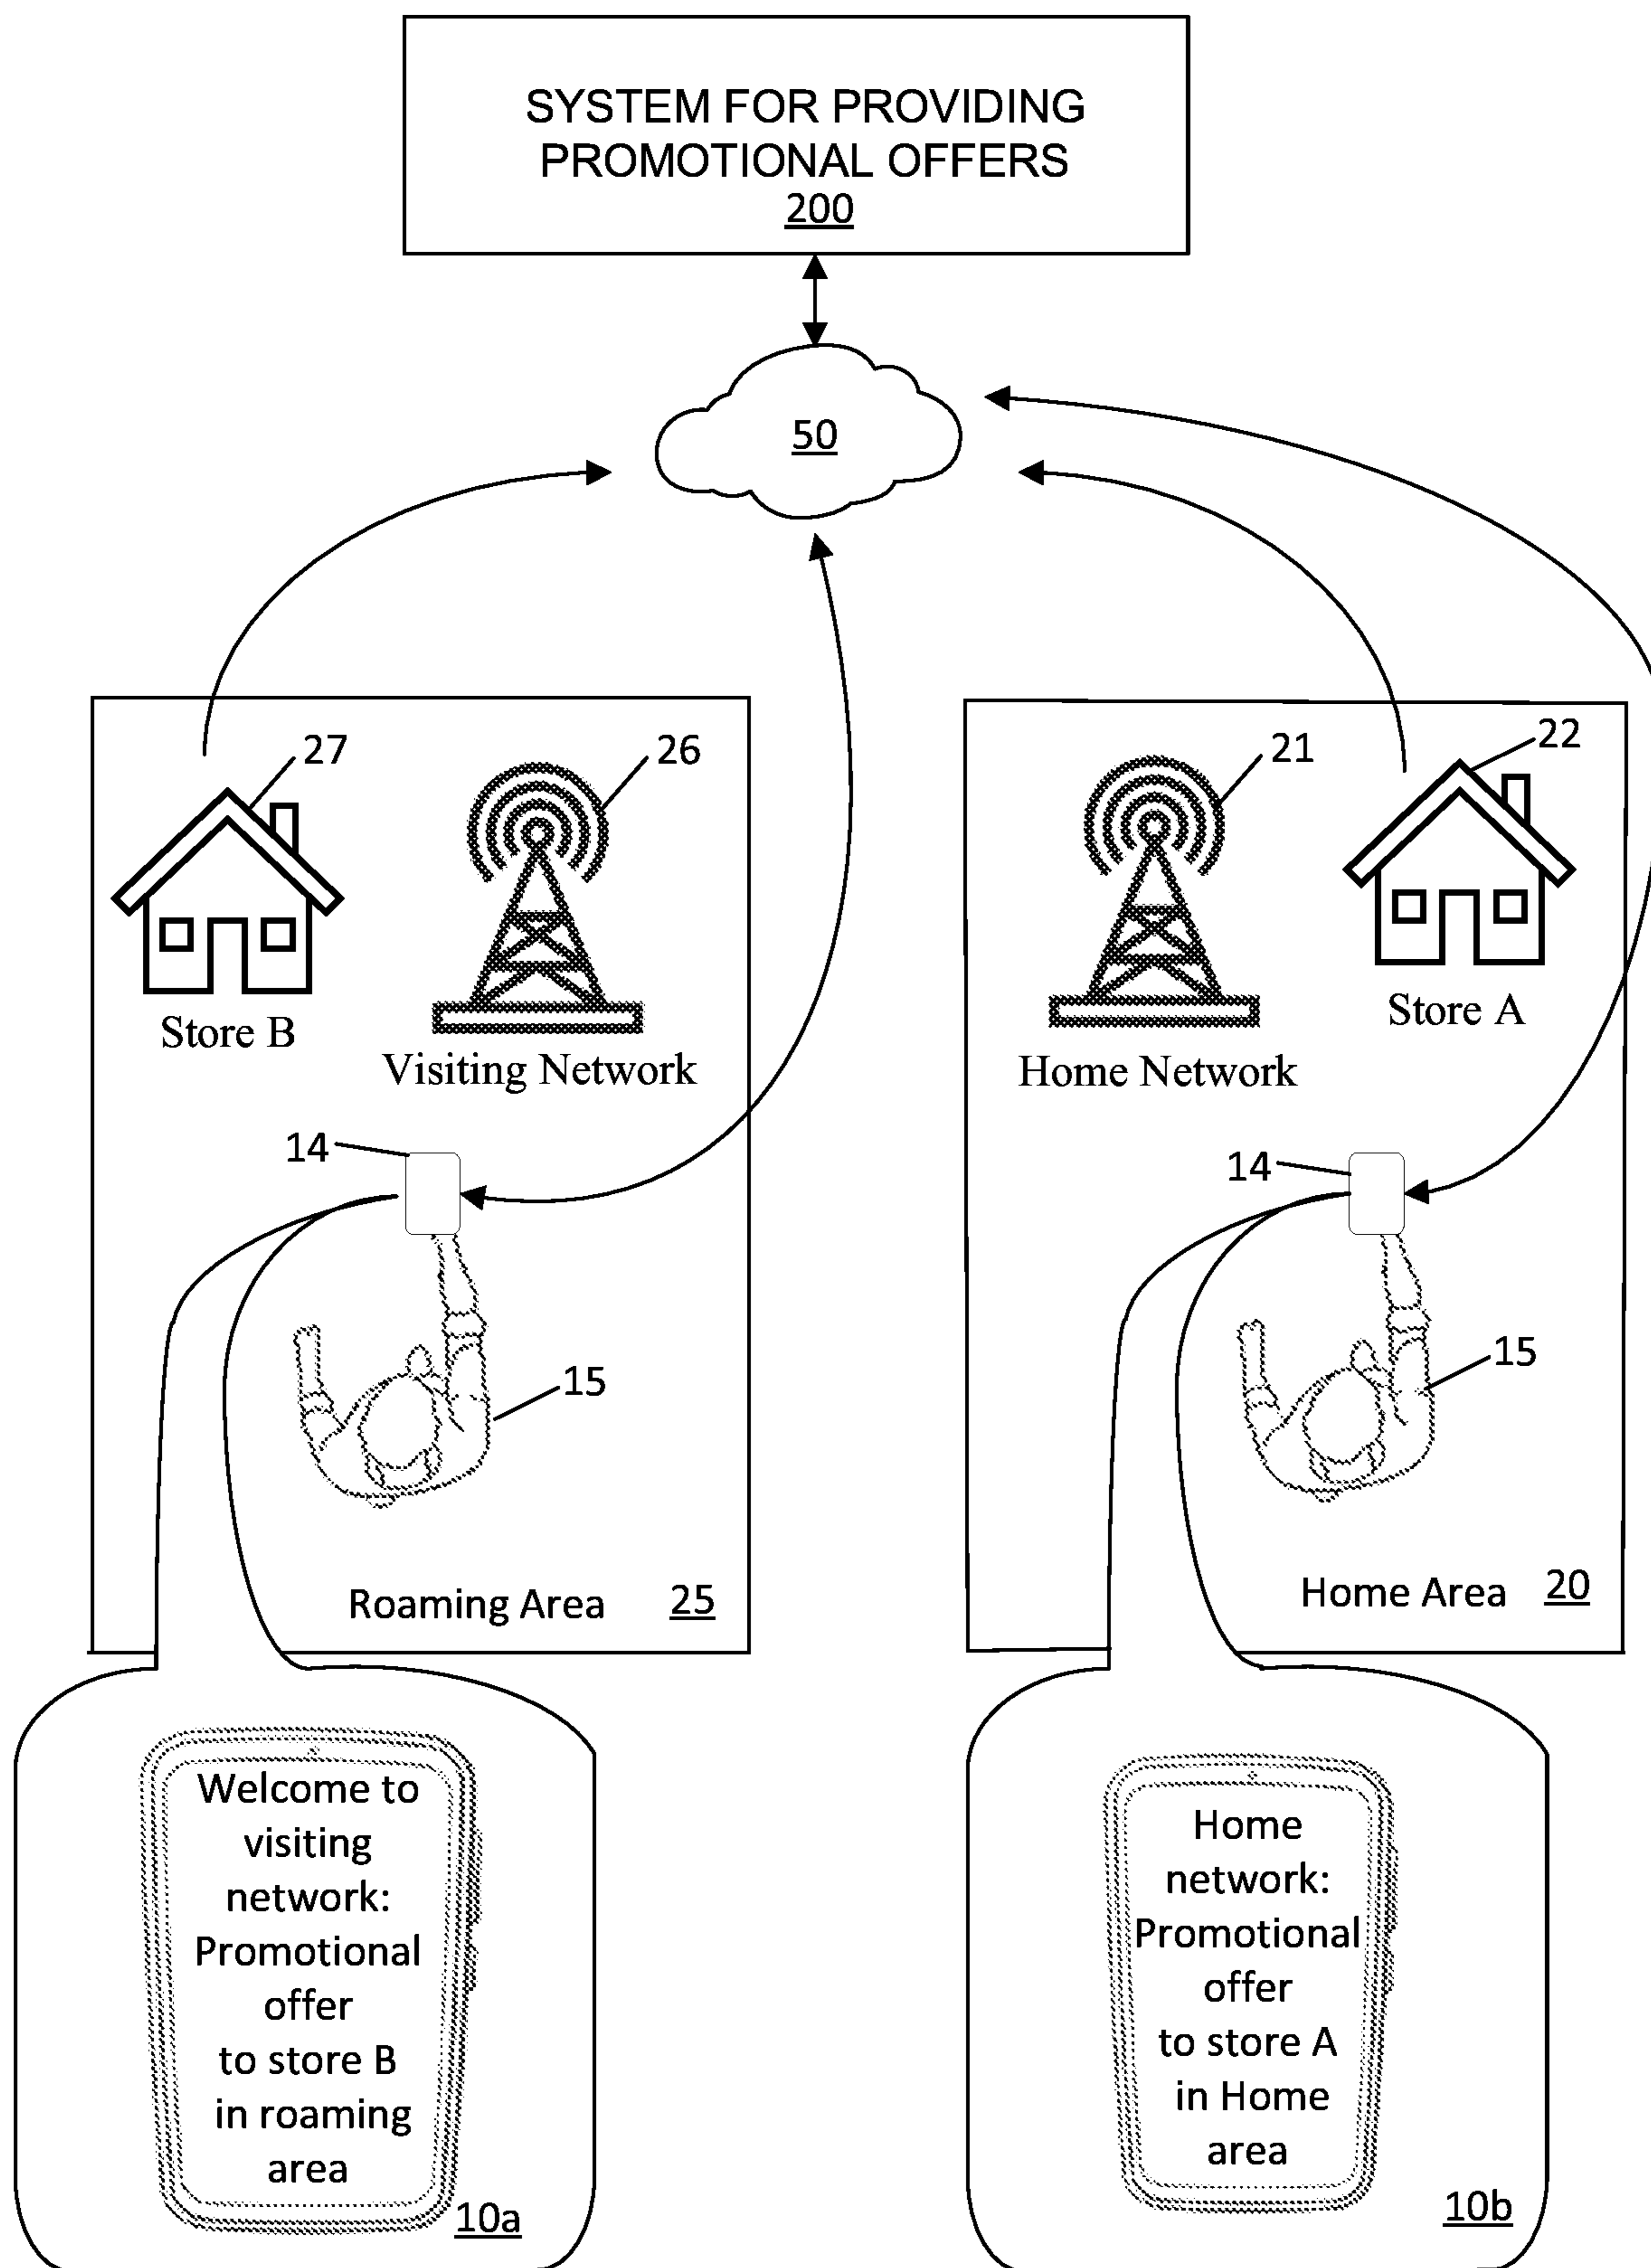 SYSTEM FOR PROVIDING
PROMOTIONAL OFFERS
200
50
27
26
Store B
Visiting Network
14
15
Roaming Area 25
21
22
Home Network
Store A
14
15
Home Area 20
Welcome to
visiting
network:
Promotional
offer
to store B
in roaming
area
10a
Home
network:
Promotional
offer
to store A
in Home
area
10b